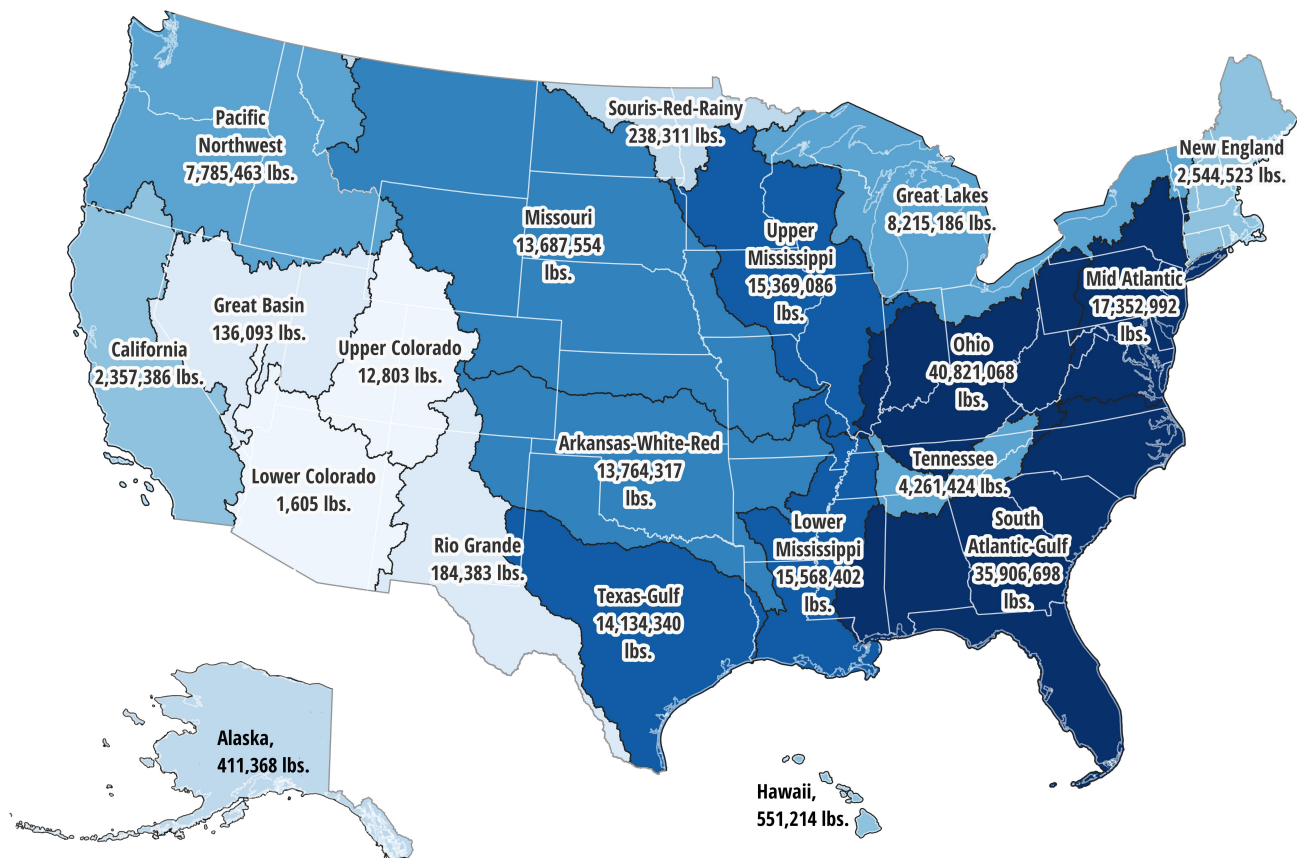 Pacific
Northwest
7,785,463 lbs.
Souris-Red-Rainy
238,311 lbs.
New England
2,544,523 lbs.
Missouri
13,687,554
lbs.
Great Lakes
8,215,186 lbs.
Upper
Mississippi
15,369,086
lbs.
Mid Atlantic
17,352,992
lbs.
Great Basin
136,093 lbs.
California
2,357,386 lbs.
Upper Colorado
12,803 lbs.
Ohio
40,821,068
lbs.
Arkansas-White-Red
13,764,317
lbs.
Tennessee
4,261,424 lbs.
Lower Colorado
1,605 lbs.
Lower
Mississippi
15,568,402
lbs.
South
Atlantic-Gulf
35,906,698
lbs.
Rio Grande
184,383 lbs.
Texas-Gulf
14,134,340
lbs.
Alaska,
411,368 lbs.
Hawaii,
551,214 lbs.